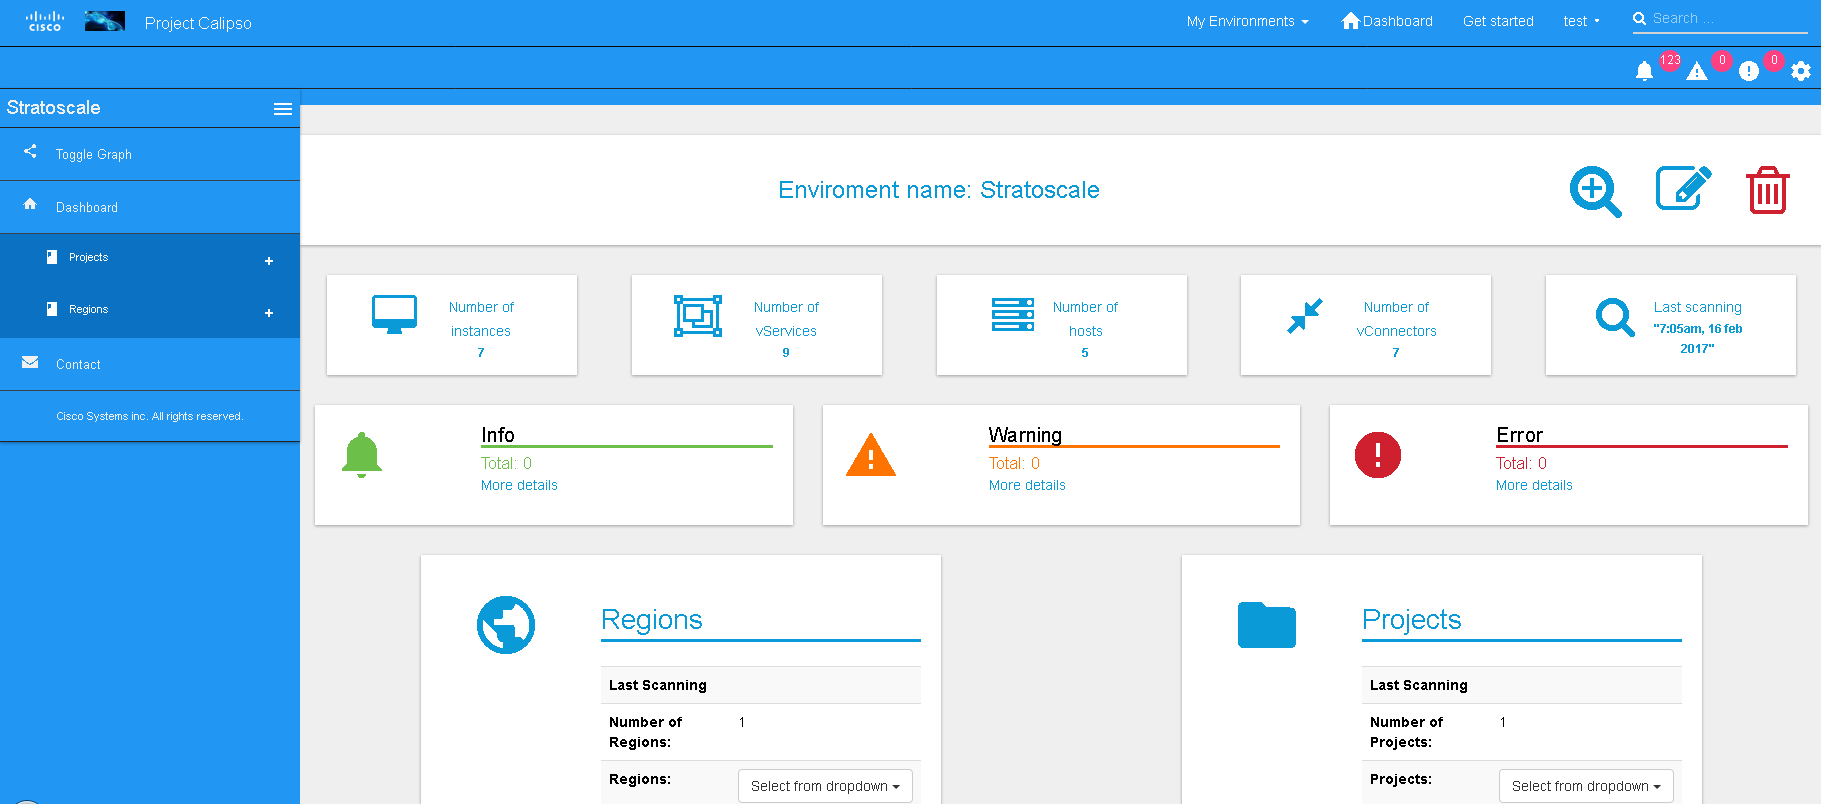 CISCO
Project Calipso
My Environments
Dashboard
Get started
test
Search ...
123
0
0
Stratoscale
Toggle Graph
Dashboard
Projects
+
Regions
+
Contact
Cisco Systems inc. All rights reserved.
Enviroment name: Stratoscale
Number of
instances
7
Number of
vServices
9
Number of
hosts
5
Number of
vConnectors
7
Last scanning
"7:05am, 16 feb
2017"
Info
Total: 0
More details
Warning
Total: 0
More details
Error
Total: 0
More details
Regions
Last Scanning
Number of 1
Regions:
Regions: Select from dropdown
Projects
Last Scanning
Number of 1
Projects:
Projects: Select from dropdown